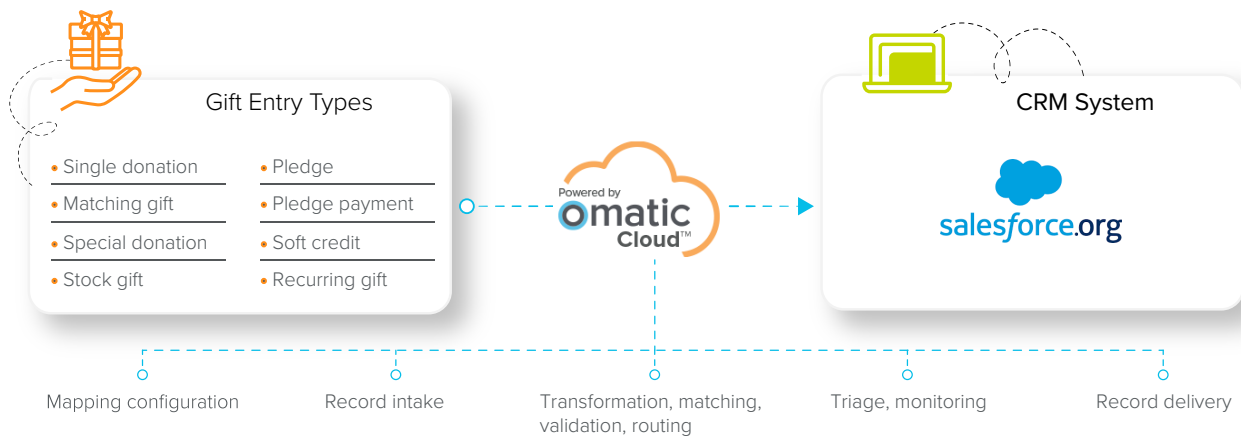 Gift Entry Types
Single donation
Matching gift
Special donation
Stock gift
Pledge
Pledge payment
Soft credit
Recurring gift
Powered by
omatic
Cloud™
CRM System
salesforce.org
Mapping configuration
Record intake
Transformation, matching,
validation, routing
Triage, monitoring
Record delivery